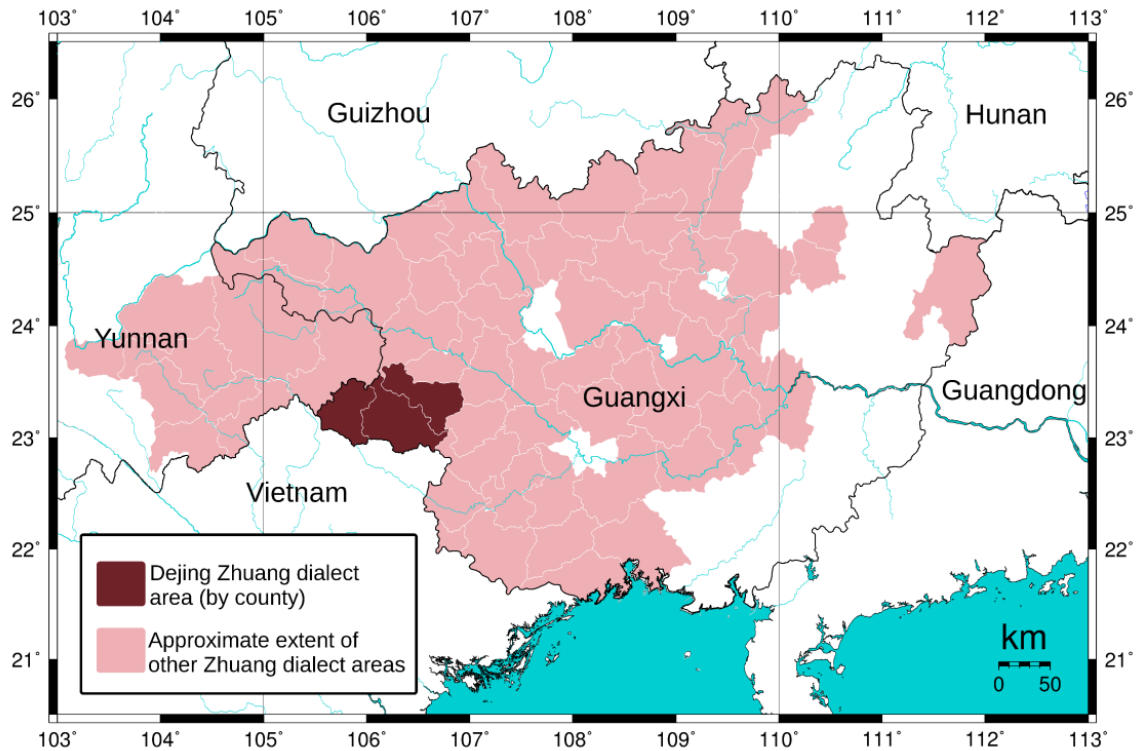 103° 104° 105° 106° 107° 108° 109° 110° 111° 112° 113°
26° 26°
Guizhou
Hunan
25° 25°
24° 24°
Yunnan
Guangxi
Guangdong
23° 23°
Vietnam
22° 22°
Dejing Zhuang dialect
area (by county)
Approximate extent of
other Zhuang dialect areas
km
21° 21°
0 50
103° 104° 105° 106° 107° 108° 109° 110° 111° 112° 113°